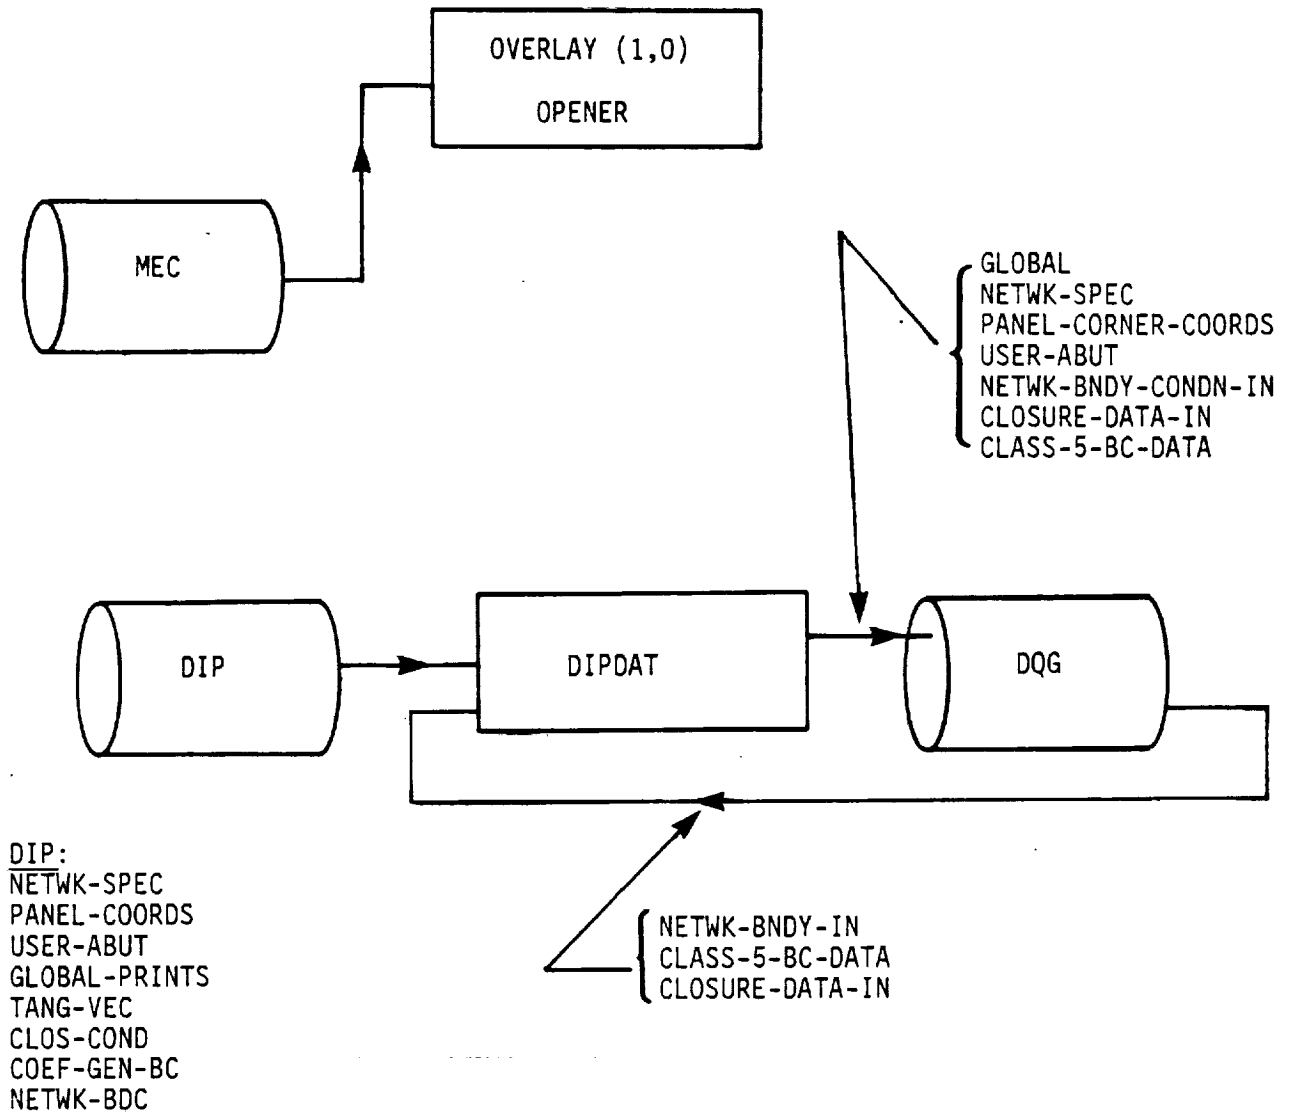 OVERLAY (1,0)
OPENER
MEC
GLOBAL
NETWK-SPEC
PANEL-CORNER-COORDS
USER-ABUT
NETWK-BNDY-CONDN-IN
CLOSURE-DATA-IN
CLASS-5-BC-DATA
DIP
DIPDAT
DQG
DIP:
NETWK-SPEC
PANEL-COORDS
USER-ABUT
GLOBAL-PRINTS
TANG-VEC
CLOS-COND
COEF-GEN-BC
NETWK-BDC
NETWK-BNDY-IN
CLASS-5-BC-DATA
CLOSURE-DATA-IN